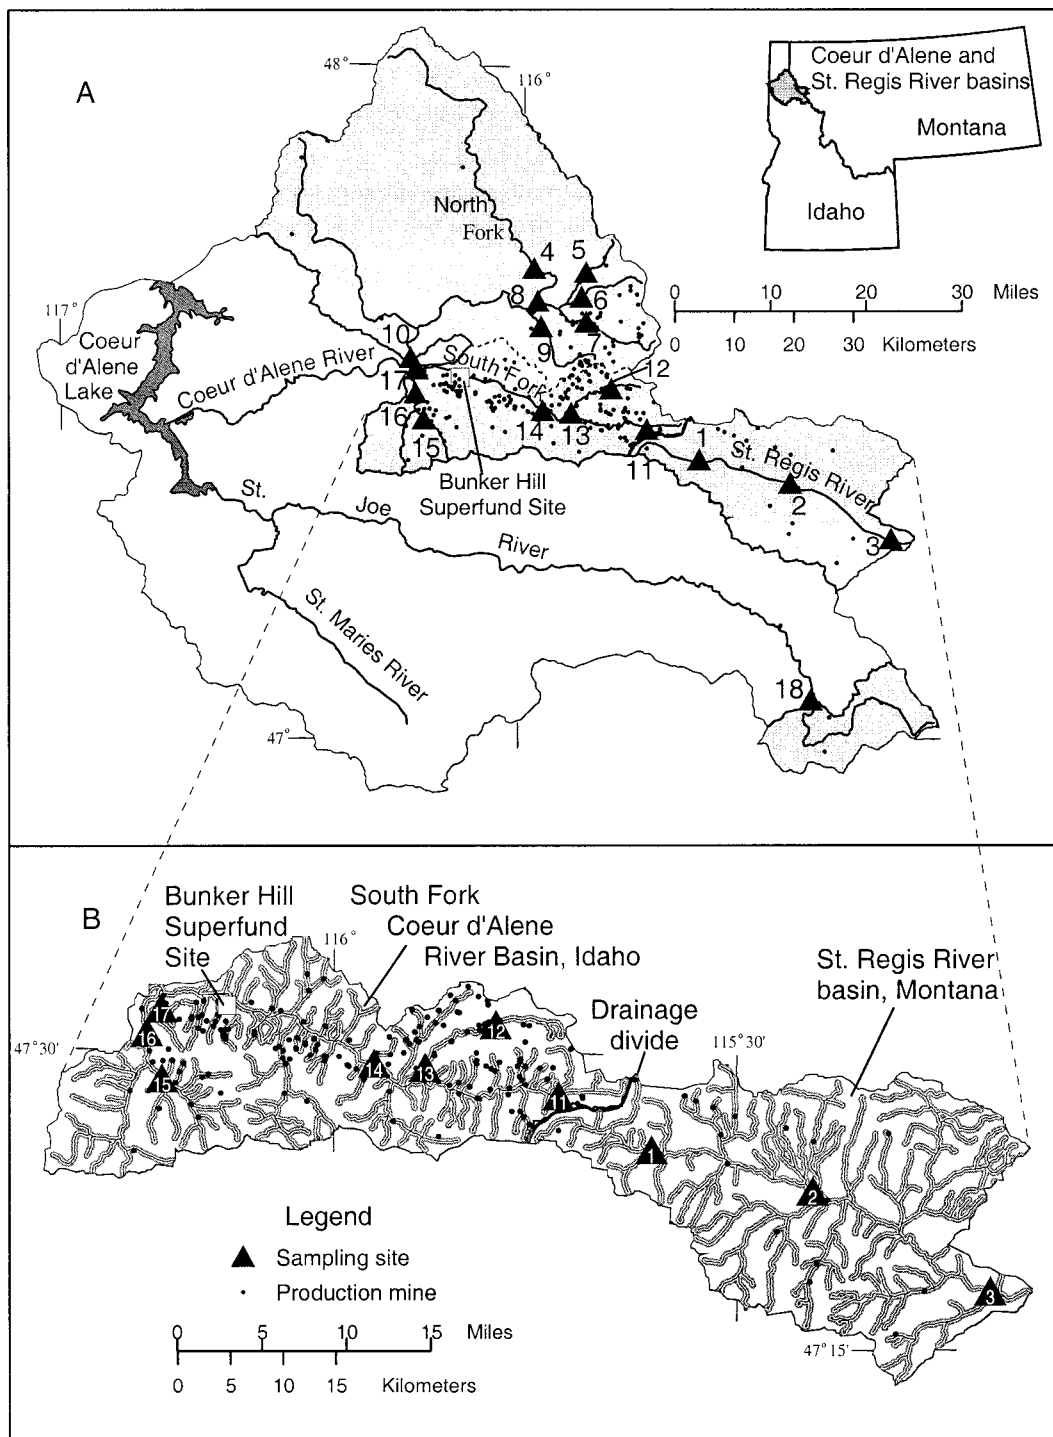 A
48°
116°
Coeur d'Alene and
St. Regis River basins
Montana
Idaho
North
Fork
4
5
8
6
7
9
0 10 20 30 Miles
0 10 20 30 Kilometers
117°
Coeur
d'Alene
Lake
Coeur d'Alene River
10
South Fork
12
17
16
15
14
13
11
1
St. Regis River
2
3
Bunker Hill
Superfund Site
St.
Joe
River
St. Maries River
18
47°
B
Bunker Hill
Superfund
Site
South Fork
Coeur d'Alene
River Basin, Idaho
116°
St. Regis River
basin, Montana
Drainage
divide
47°30'
115°30'
17
16
15
14
13
12
11
1
2
3
47°15'
Legend
Sampling site
Production mine
0 5 10 15 Miles
0 5 10 15 Kilometers